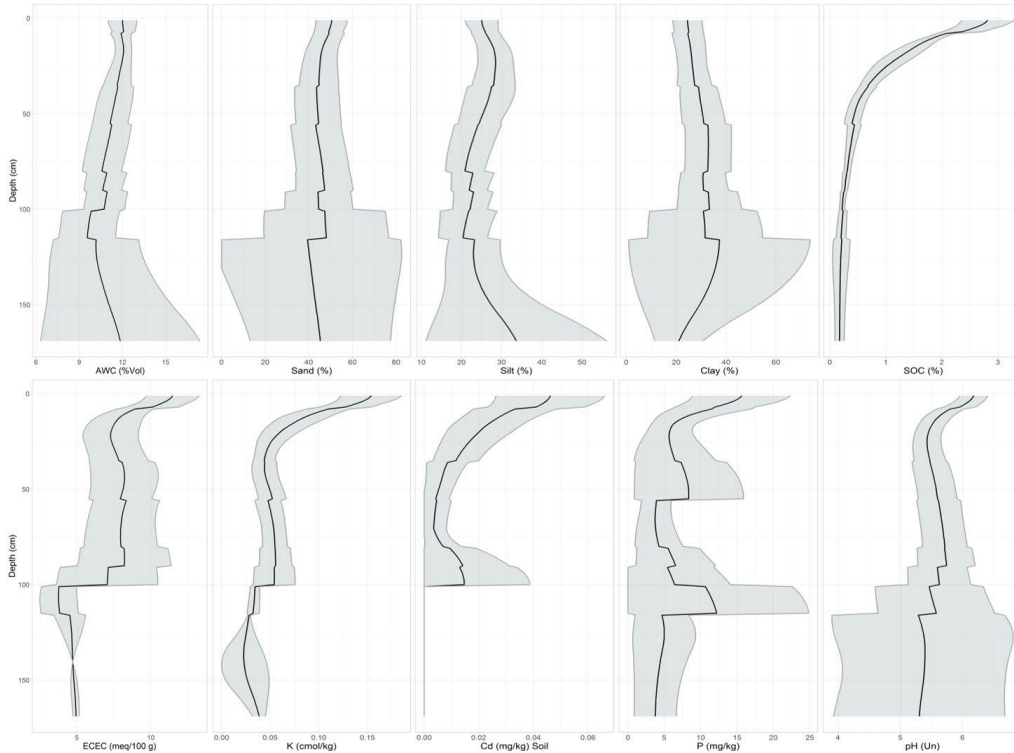 0
50
Depth (cm)
100
150
6 9 12 15
0 20 40 60 80
10 20 30 40 50
0 20 40 60
0 1 2 3
AWC (%Vol)
Sand (%)
Silt (%)
Clay (%)
SOC (%)
0
50
Depth (cm)
100
150
5 10
0.00 0.05 0.10 0.15
0.00 0.02 0.04 0.06
0 5 10 15 20 25
4 5 6
ECEC (meq/100 g)
K (cmol/kg)
Cd (mg/kg) Soil
P (mg/kg)
pH (Un)